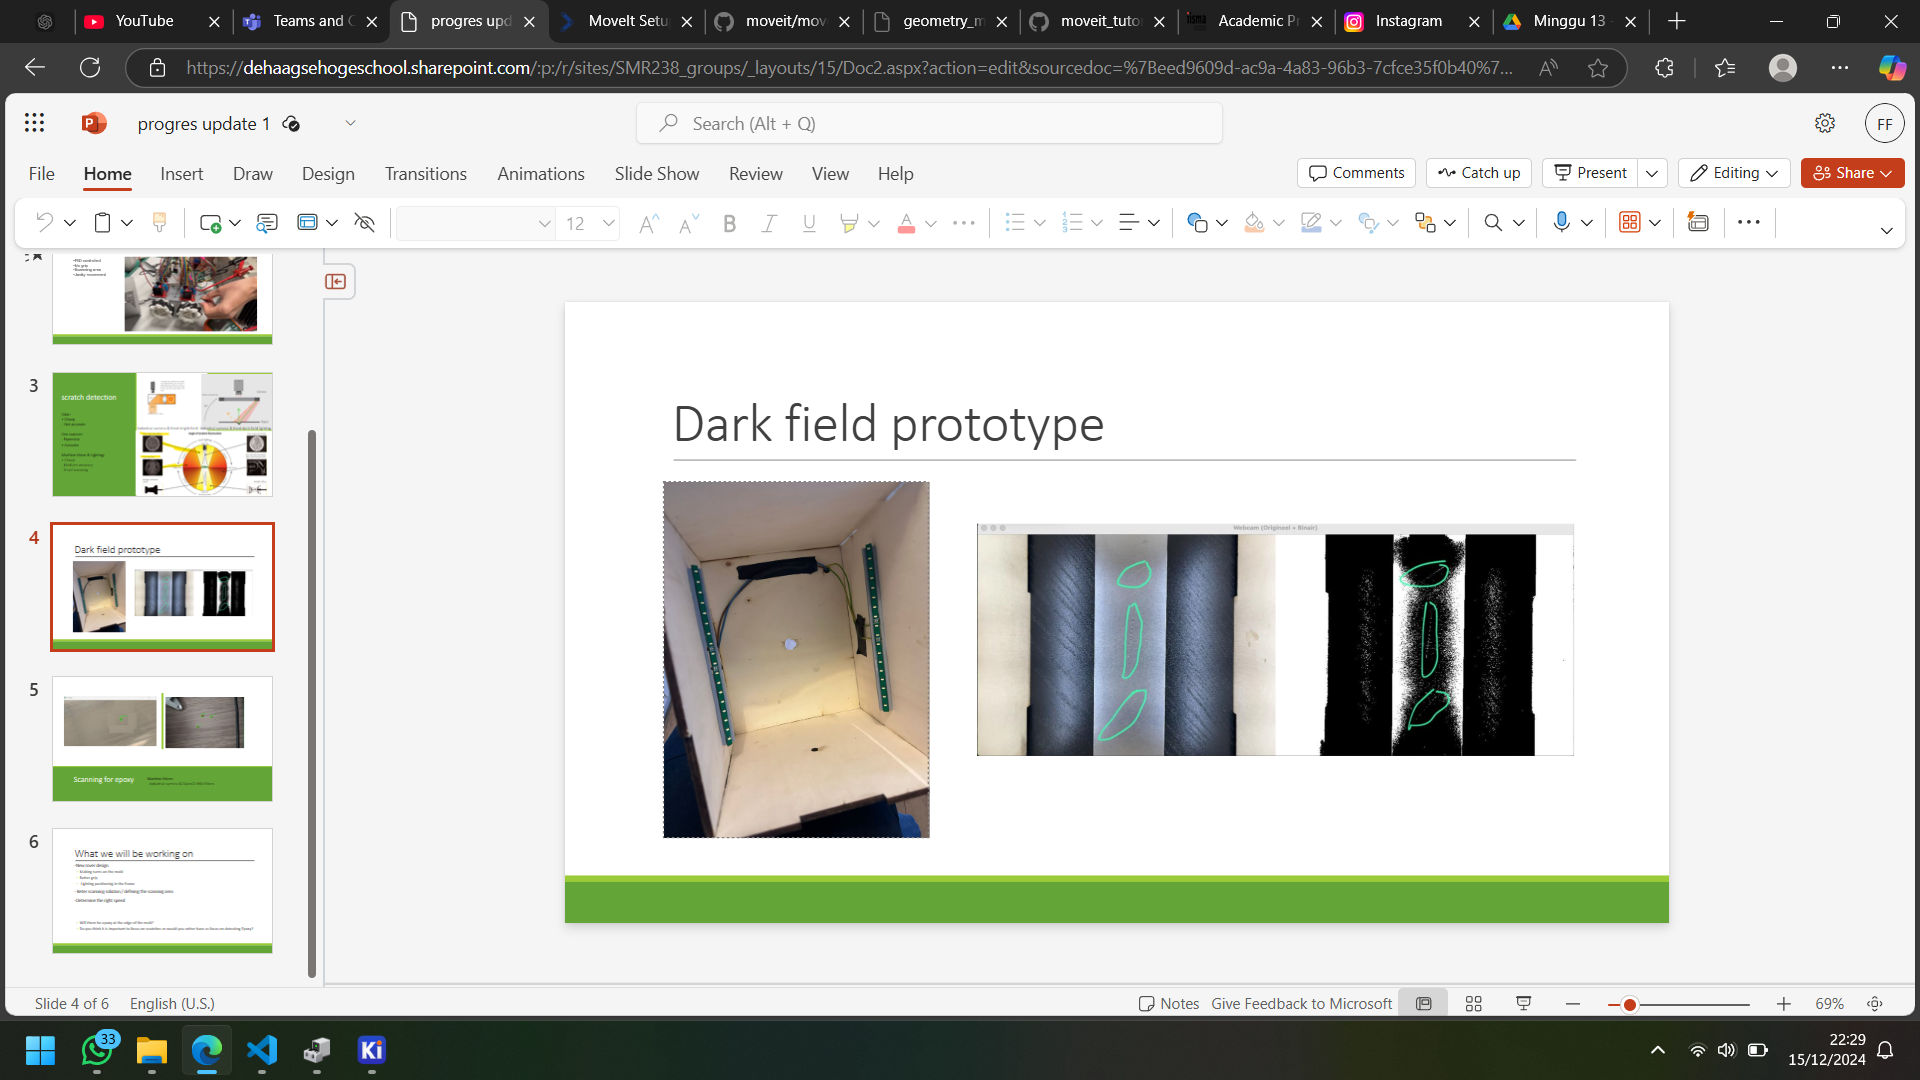 YouTube
Teams and C
progres upd
MoveIt Setu
moveit/mov
geometry_m
moveit_tuto
Academic Pr
Instagram
Minggu 13 -
https://dehaagsehogeschool.sharepoint.com/:p:/r/sites/SMR238_groups/_layouts/15/Doc2.aspx?action=edit&sourcedoc=%7Beed9609d-ac9a-4a83-96b3-7cfce35f0b40%7...
progres update 1
Search (Alt + Q)
FF
File Home Insert Draw Design Transitions Animations Slide Show Review View Help
Comments Catch up Present Editing Share
12
3
scratch detection
4
Dark field prototype
5
Scanning for epoxy
6
What we will be working on
Dark field prototype
Webcam (Origineel + Binair)
Slide 4 of 6 English (U.S.)
Notes Give Feedback to Microsoft 69%
33
Ki
22:29
15/12/2024